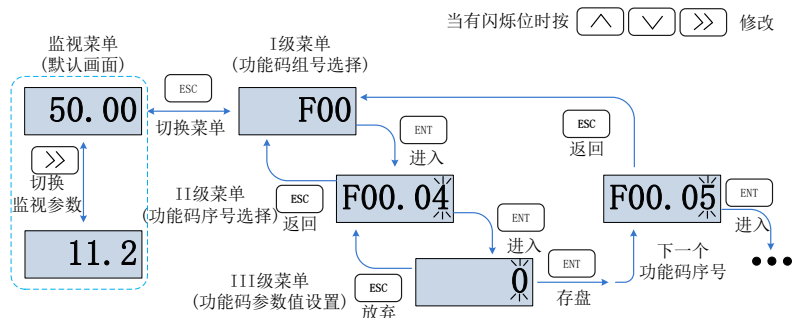 当有闪烁位时按 修改
监视菜单
(默认画面)
I级菜单
(功能码组号选择)
50.00
ESC
切换菜单
F00
ENT
进入
ESC
返回
切换
监视参数
11.2
II级菜单
(功能码序号选择)
ESC
返回
F00.04
ENT
进入
F00.05
ENT
进入
III级菜单
(功能码参数值设置)
ESC
放弃
0
ENT
存盘
下一个
功能码序号
•••